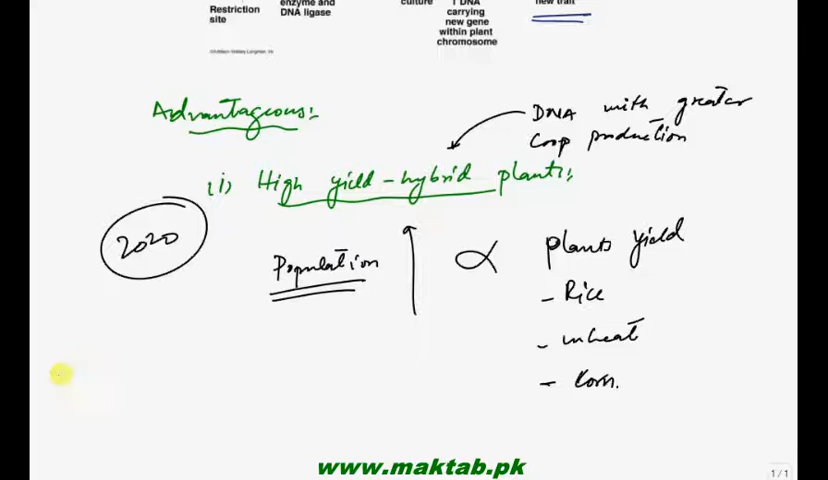 Restriction site
enzyme and DNA ligase
culture
T DNA carrying new gene within plant chromosome
new trait
Advantageous:
DNA with greater
Coop production
(i) High yield-hybrid plants:
2020
Population ↑ ∝ plants yield
- Rice
- wheat
- Corn.
www.maktab.pk
1/1